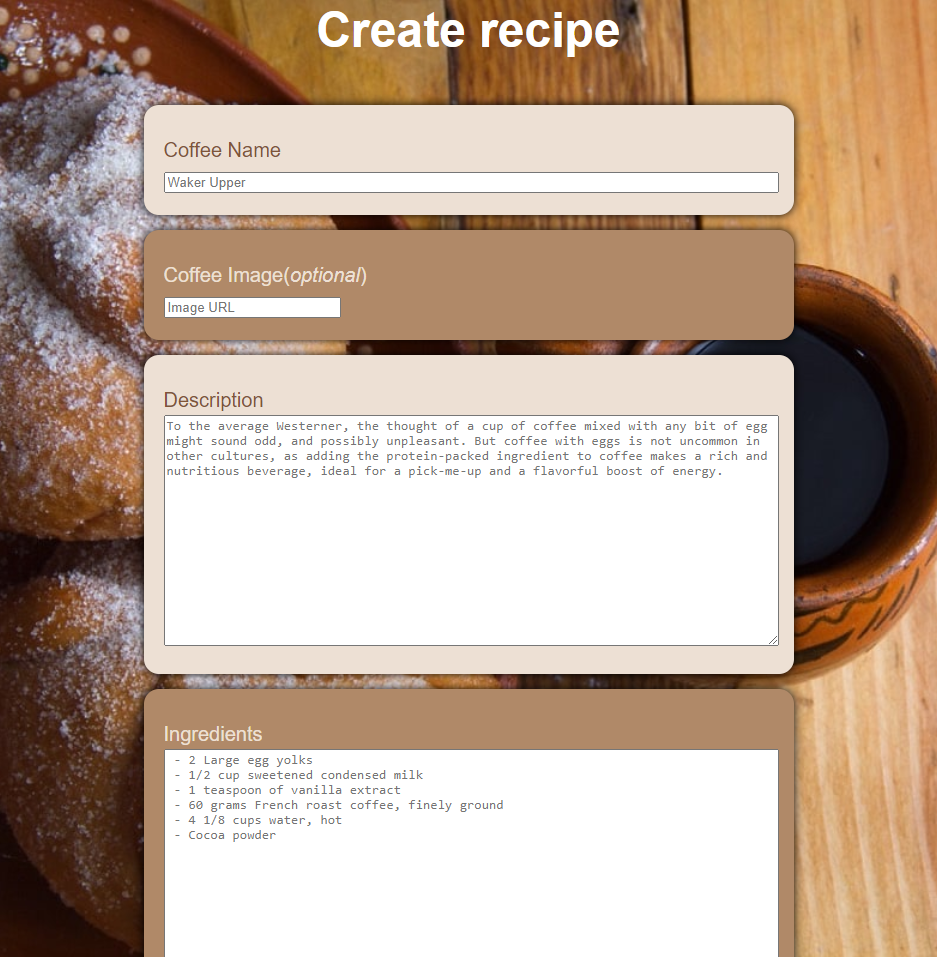 Create recipe
Coffee Name
Waker Upper
Coffee Image(optional)
Image URL
Description
To the average Westerner, the thought of a cup of coffee mixed with any bit of egg
might sound odd, and possibly unpleasant. But coffee with eggs is not uncommon in
other cultures, as adding the protein-packed ingredient to coffee makes a rich and
nutritious beverage, ideal for a pick-me-up and a flavorful boost of energy.
Ingredients
- 2 Large egg yolks
- 1/2 cup sweetened condensed milk
- 1 teaspoon of vanilla extract
- 60 grams French roast coffee, finely ground
- 4 1/8 cups water, hot
- Cocoa powder